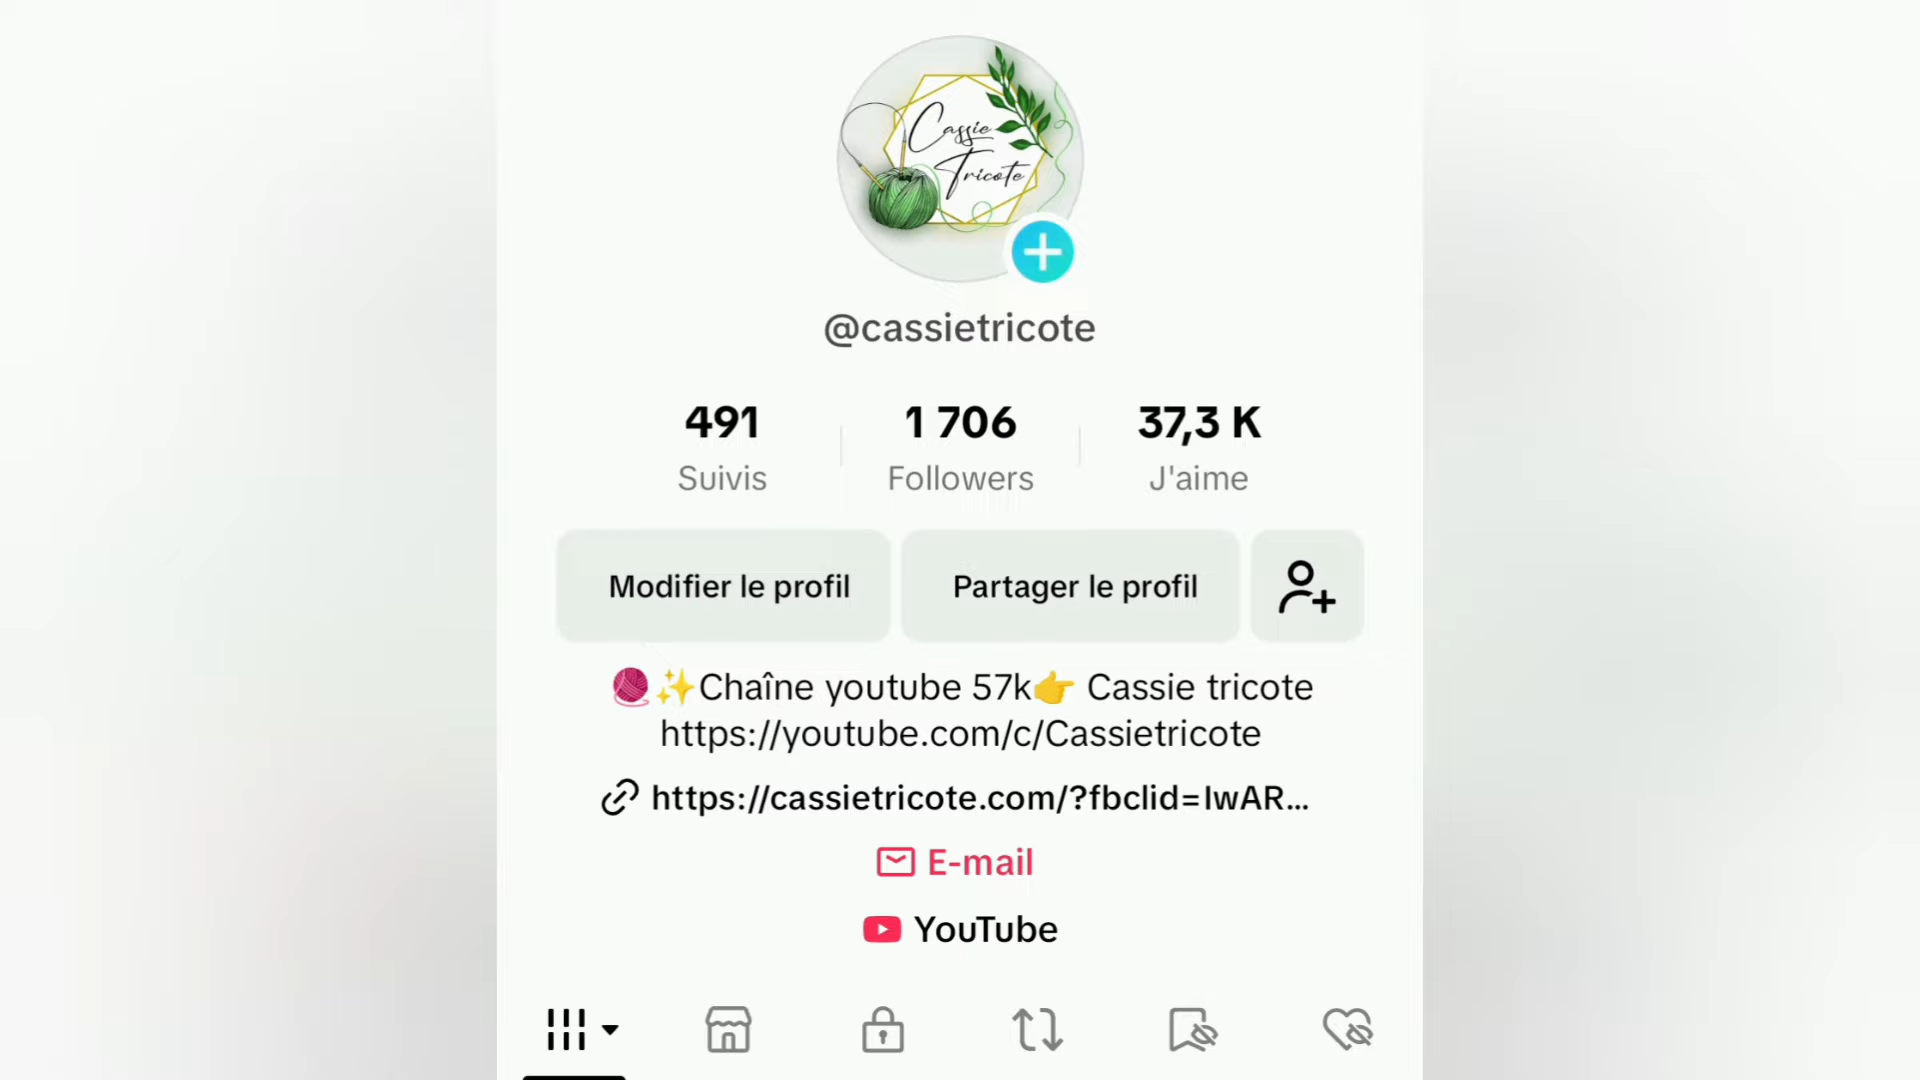 Cassie
Tricote
@cassietricote
491
1 706
37,3 K
Suivis
Followers
J'aime
Modifier le profil
Partager le profil
🧶✨Chaîne youtube 57k👉 Cassie tricote
https://youtube.com/c/Cassietricote
https://cassietricote.com/?fbclid=IwAR...
E-mail
YouTube